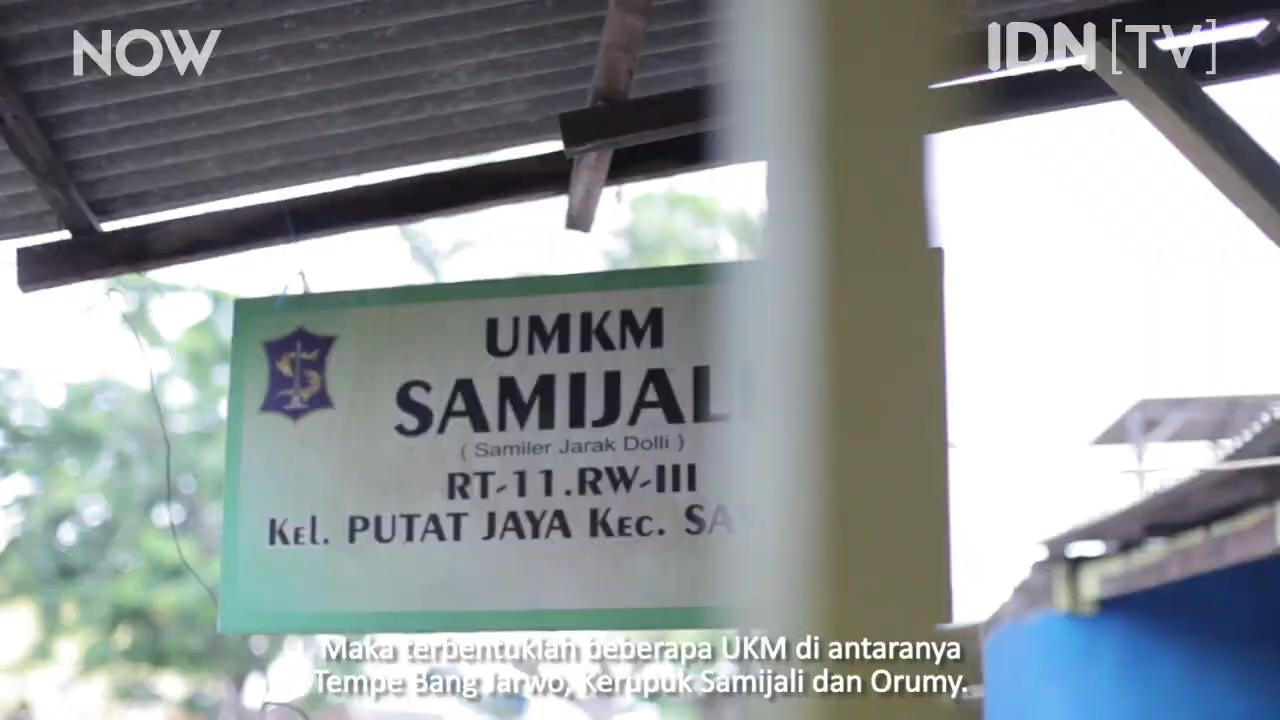 NOW
IDN [TV]
UMKM
SAMIJAL
( Samiler Jarak Dolli )
RT-11.RW-III
Kel. PUTAT JAYA Kec. SA
Maka terbentuklah beberapa UKM di antaranya
Tempe Bang Jarwo, Kerupuk Samijali dan Orumy.